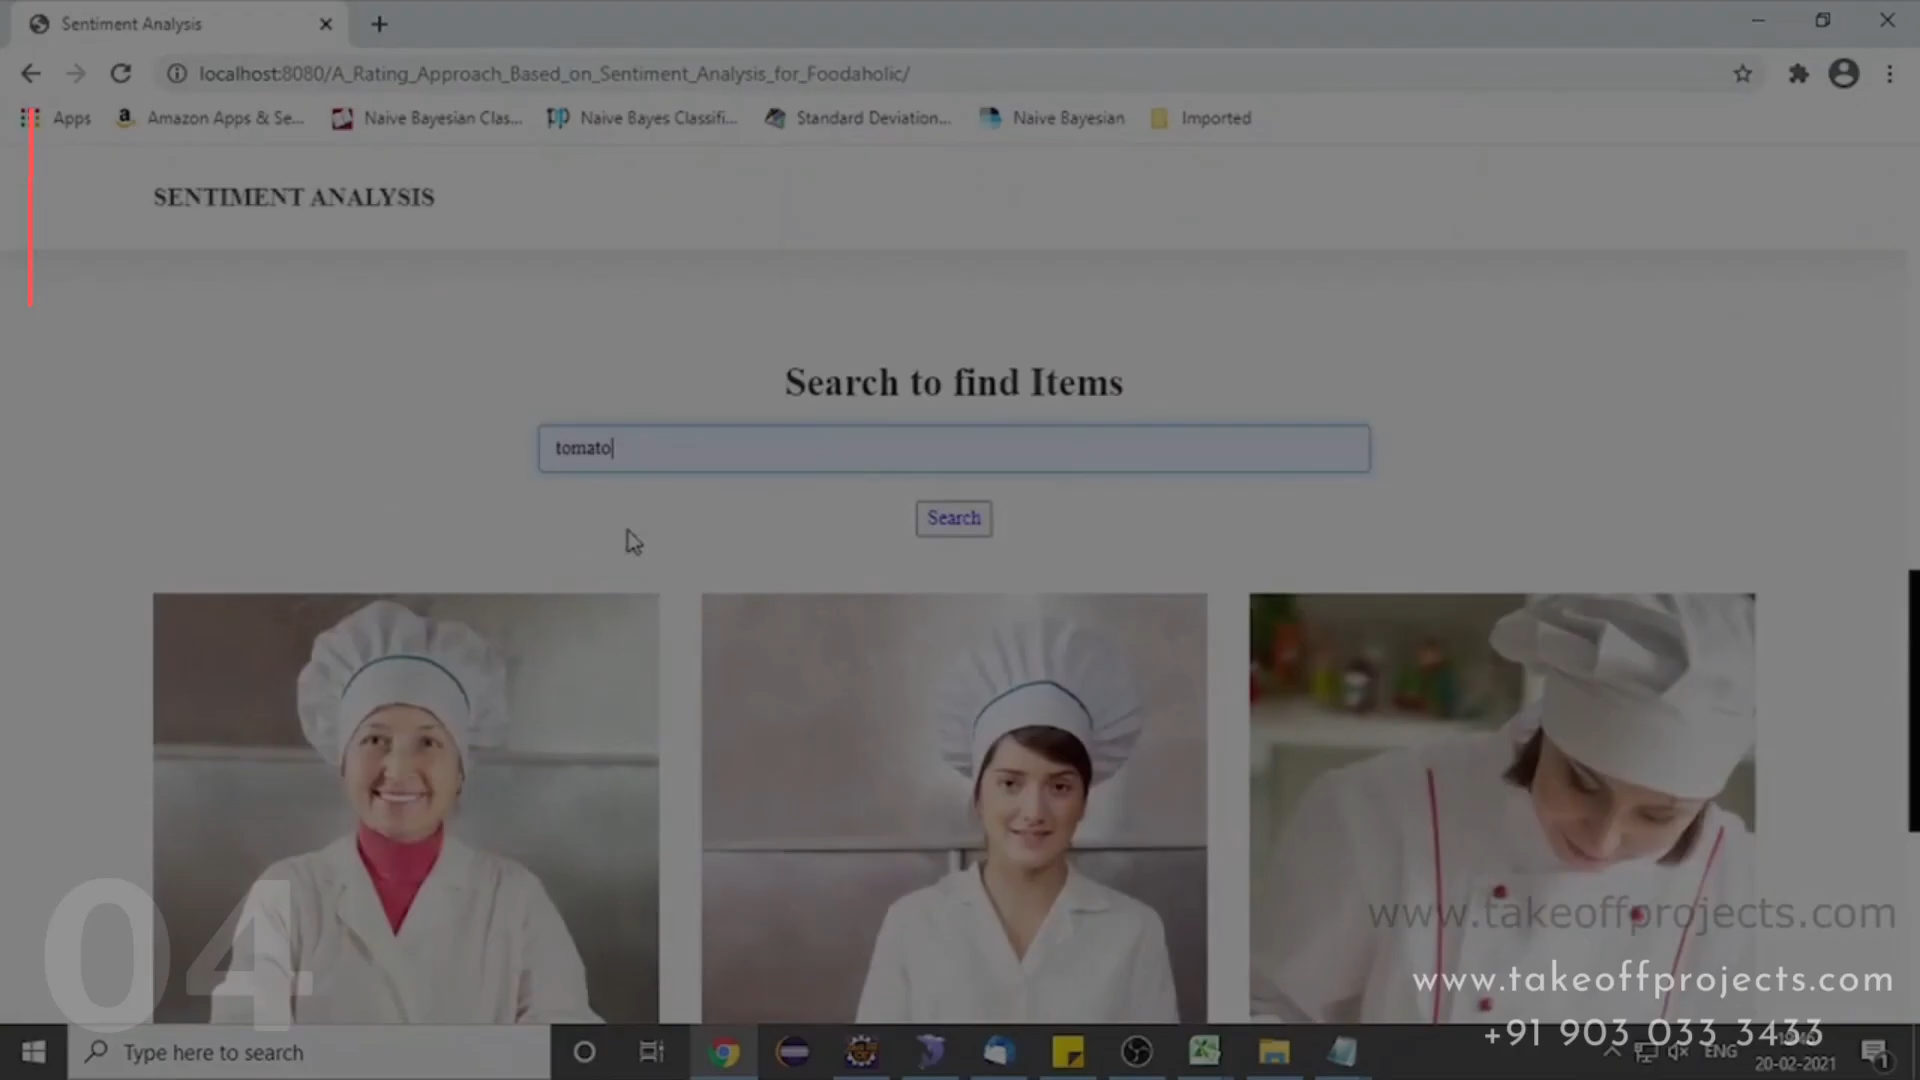 Sentiment Analysis
localhost:8080/A_Rating_Approach_Based_on_Sentiment_Analysis_for_Foodaholic/
Apps Amazon Apps & Se... Naive Bayesian Clas... Naive Bayes Classifi... Standard Deviation... Naive Bayesian Imported
SENTIMENT ANALYSIS
Search to find Items
tomato
Search
04
www.takeoffprojects.com
www.takeoffprojects.com
+91 903 033 3433
Type here to search
ENG
20-02-2021
1